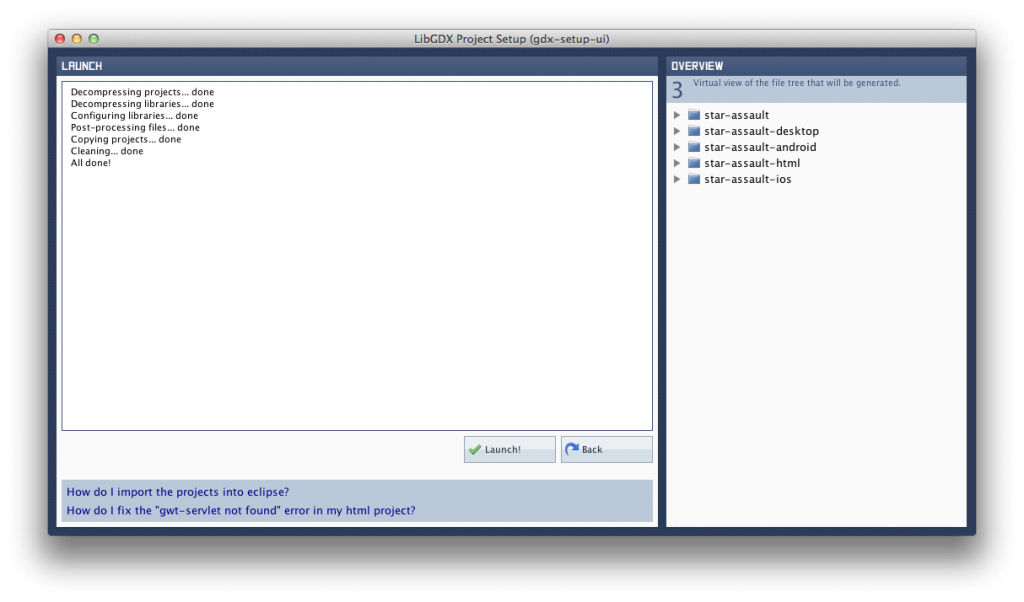 LibGDX Project Setup (gdx-setup-ui)
LAUNCH
Decompressing projects... done
Decompressing libraries... done
Configuring libraries... done
Post-processing files... done
Copying projects... done
Cleaning... done
All done!
Launch!
Back
How do I import the projects into eclipse?
How do I fix the "gwt-servlet not found" error in my html project?
OVERVIEW
3
Virtual view of the file tree that will be generated.
star-assault
star-assault-desktop
star-assault-android
star-assault-html
star-assault-ios